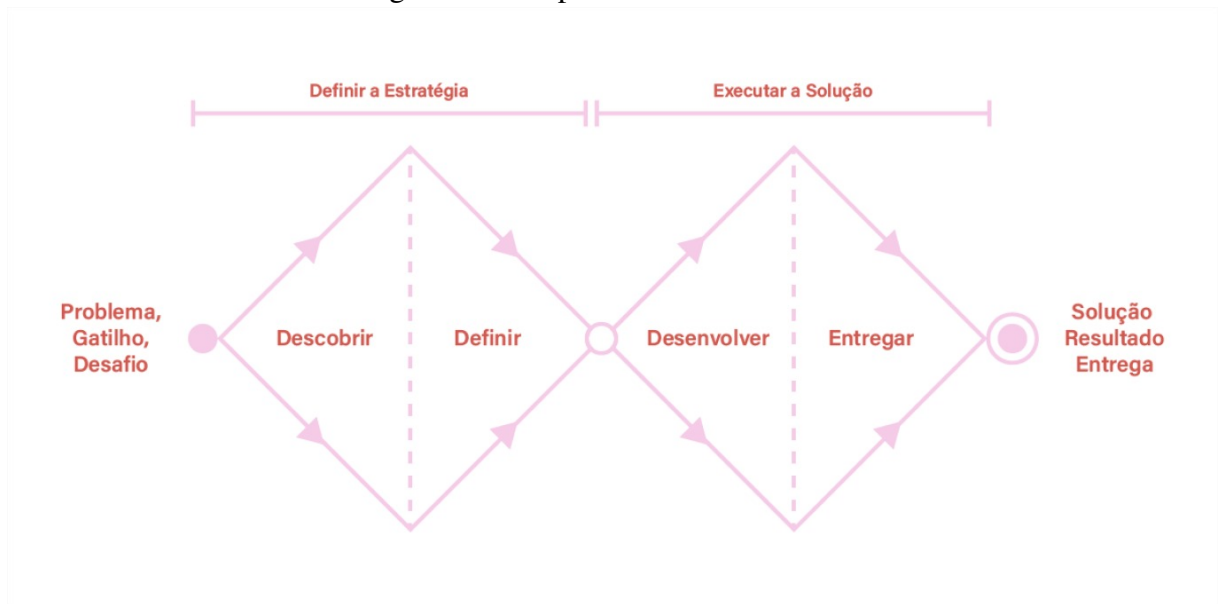 Definir a Estratégia
Executar a Solução
Problema,
Gatilho,
Desafio
Descobrir
Definir
Desenvolver
Entregar
Solução
Resultado
Entrega